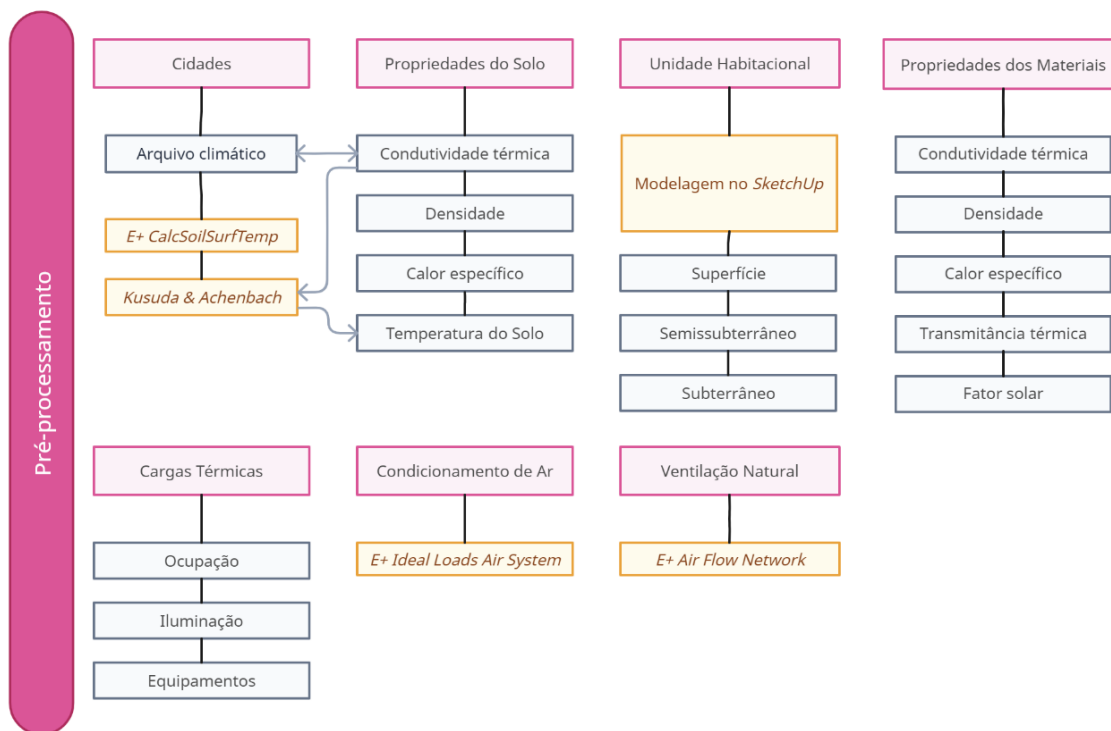 Pré-processamento
Cidades
Arquivo climático
E+ CalcSoilSurfTemp
Kusuda & Achenbach
Propriedades do Solo
Condutividade térmica
Densidade
Calor específico
Temperatura do Solo
Unidade Habitacional
Modelagem no SketchUp
Superfície
Semissubterrâneo
Subterrâneo
Propriedades dos Materiais
Condutividade térmica
Densidade
Calor específico
Transmitância térmica
Fator solar
Cargas Térmicas
Ocupação
Iluminação
Equipamentos
Condicionamento de Ar
E+ Ideal Loads Air System
Ventilação Natural
E+ Air Flow Network